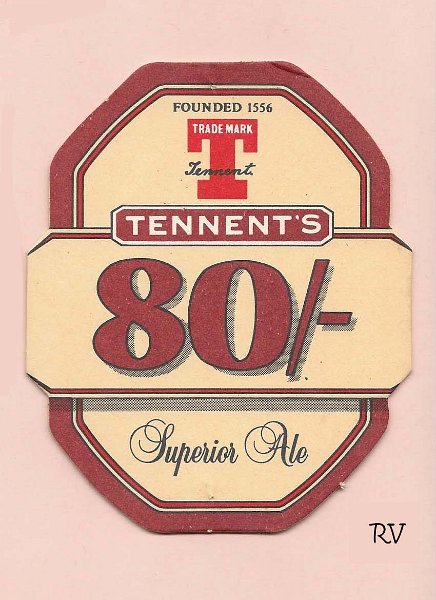 FOUNDED 1556
TRADE MARK
T
Tennent.
TENNENT'S
80/-
Superior Ale
RV